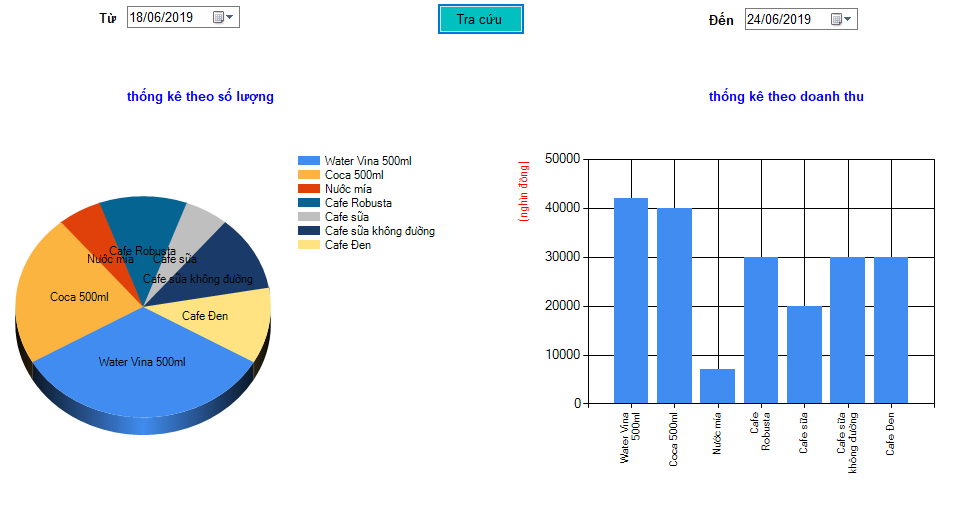 Từ
18/06/2019
Tra cứu
Đến
24/06/2019
thống kê theo số lượng
thống kê theo doanh thu
Water Vina 500ml
Coca 500ml
Nước mía
Cafe Robusta
Cafe sữa
Cafe sữa không đường
Cafe Đen
Cafe Robusta
Nước mía
Cafe sữa
Cafe sữa không đường
Coca 500ml
Cafe Đen
Water Vina 500ml
(nghìn đồng)
50000
40000
30000
20000
10000
0
Water Vina
500ml
Coca 500ml
Nước mía
Cafe
Robusta
Cafe sữa
Cafe sữa
không đường
Cafe Đen